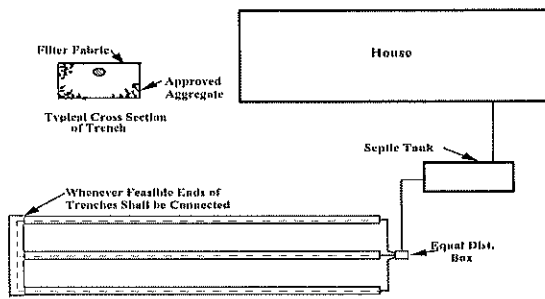 Filter Fabric
Approved
Aggregate
Typical Cross Section
of Trench
House
Septic Tank
Whenever Feasible Ends of
Trenches Shall be Connected
Equal Dist.
Box